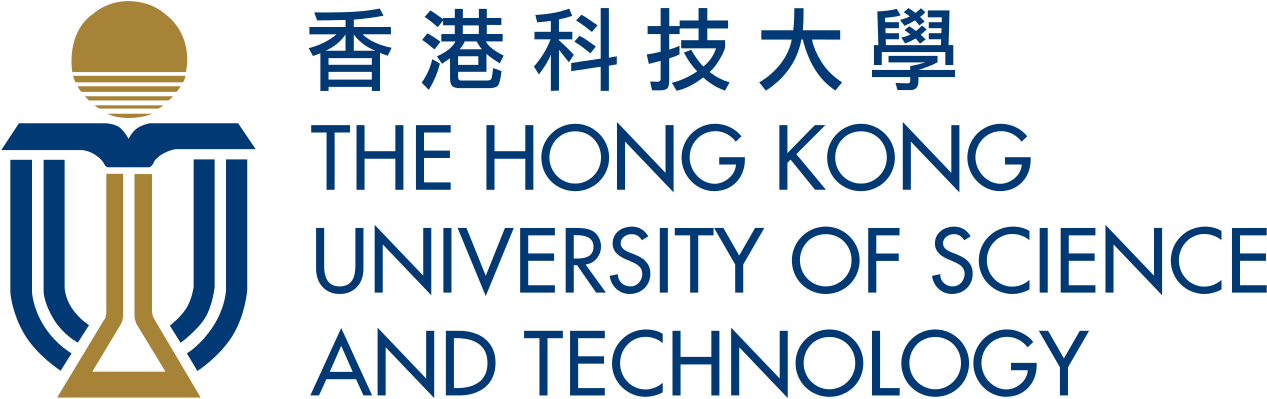 香港科技大學
THE HONG KONG
UNIVERSITY OF SCIENCE
AND TECHNOLOGY